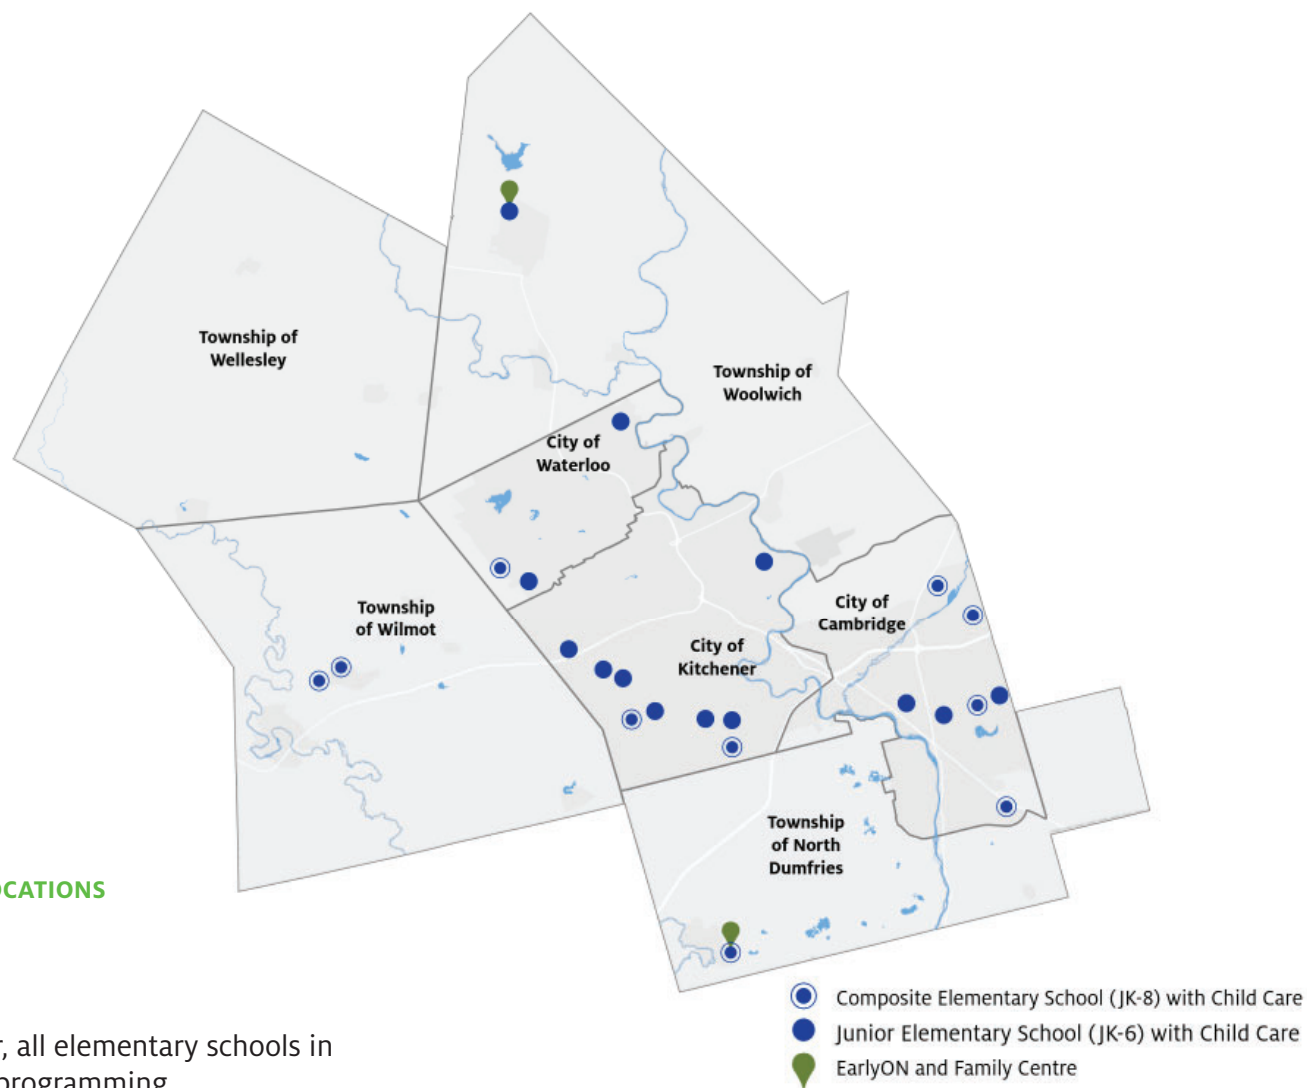 Township of
Wellesley
Township of
Woolwich
City of
Waterloo
Township
of Wilmot
City of
Cambridge
City of
Kitchener
Township
of North
Dumfries
Composite Elementary School (JK-8) with Child Care
Junior Elementary School (JK-6) with Child Care
EarlyON and Family Centre
all elementary schools in
programming